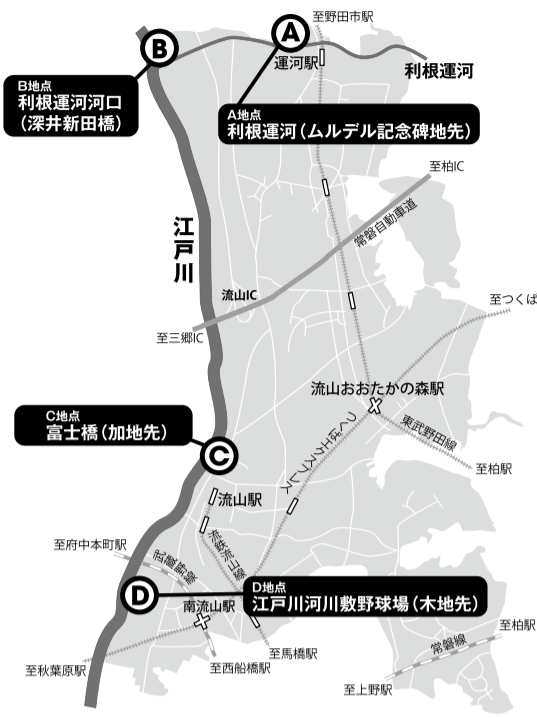 至野田市駅
A
B
運河駅
利根運河
B地点
利根運河河口
(深井新田橋)
A地点
利根運河(ムルデル記念碑地先)
至柏IC
常磐自動車道
江戸川
流山IC
至つくば
至三郷IC
流山おおたかの森駅
C地点
富士橋(加地先)
つくばエクスプレス
東武野田線
C
至柏駅
流山駅
流鉄流山線
至府中本町駅
武蔵野線
D
D地点
江戸川河川敷野球場(木地先)
南流山駅
至柏駅
常磐線
至馬橋駅
至秋葉原駅
至西船橋駅
至上野駅